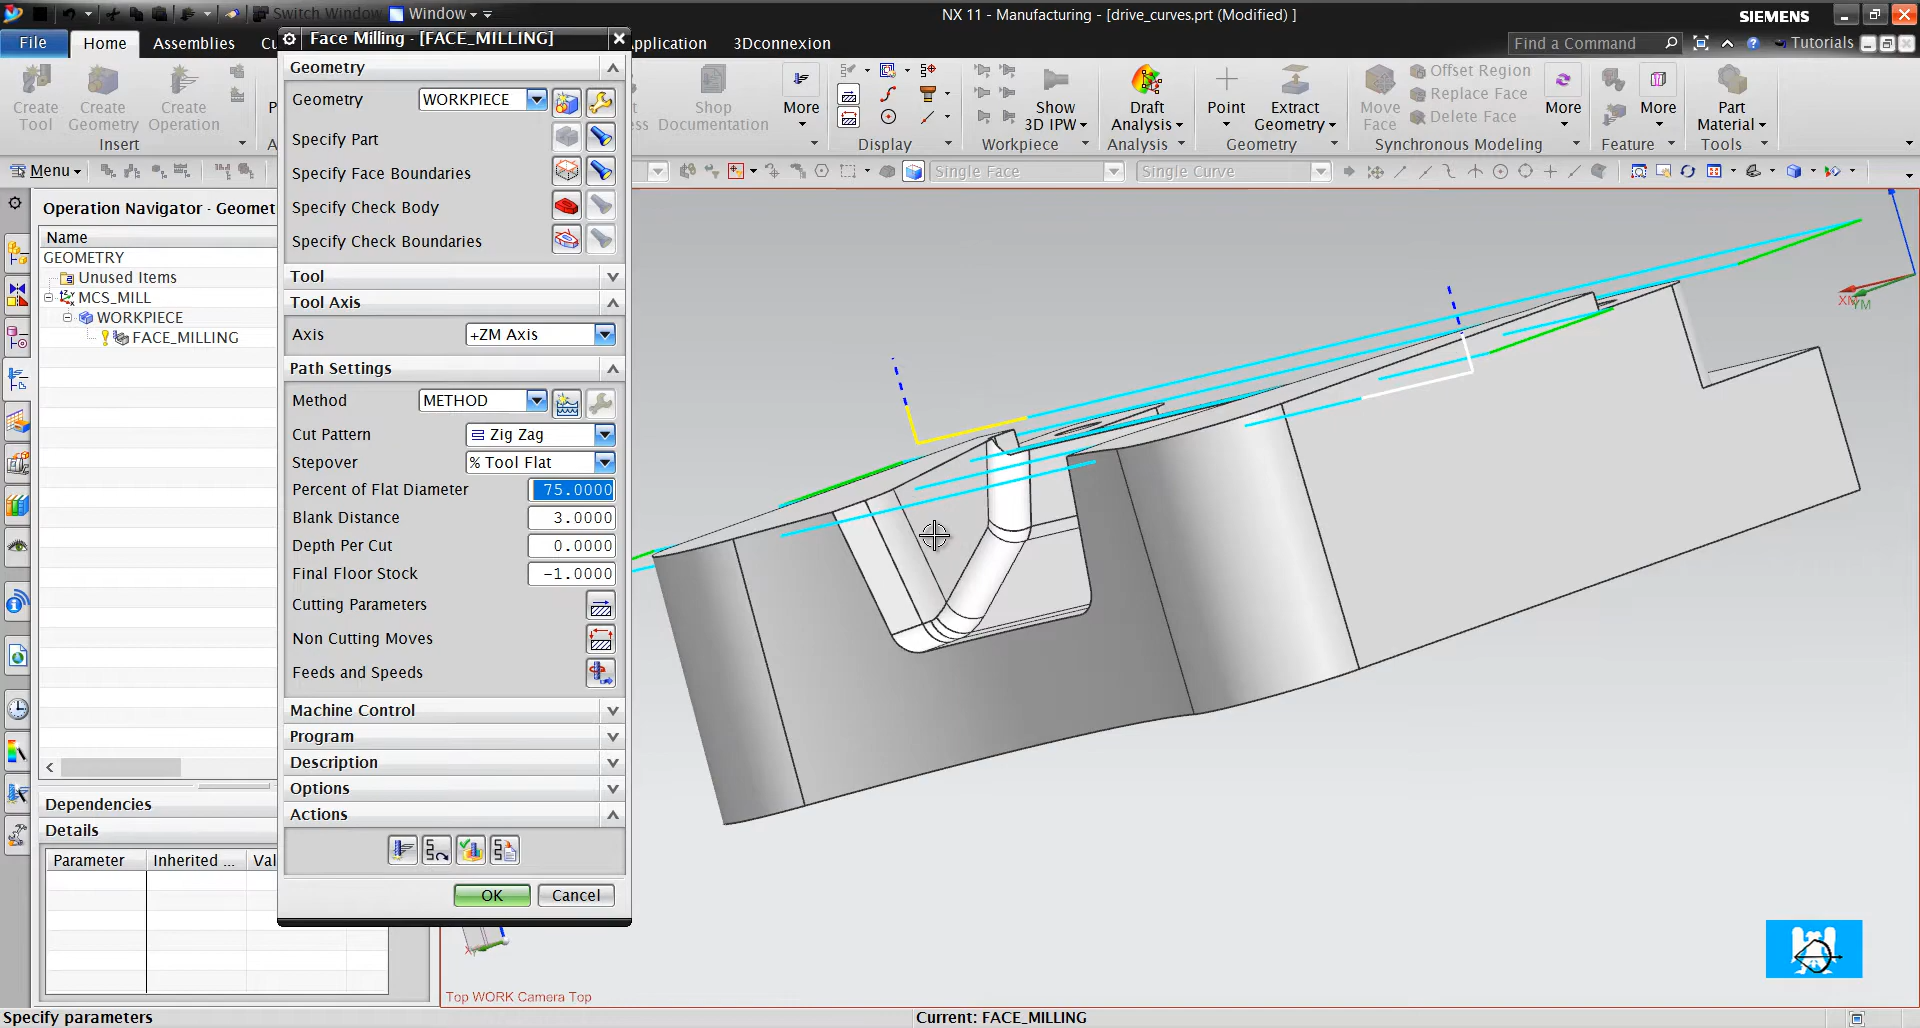 Switch Window Window
NX 11 - Manufacturing - [drive_curves.prt (Modified) ]
SIEMENS
File Home Assemblies
pplication 3Dconnexion
Find a Command
Tutorials
Create Tool
Create Geometry
Create Operation
Insert
Shop Documentation
More
Display
Show 3D IPW
Workpiece
Draft Analysis
Analysis
Point
Extract Geometry
Geometry
Move Face
Offset Region
Replace Face
Delete Face
More
Synchronous Modeling
More
Feature
Part Material
Tools
Menu
Single Face
Single Curve
Operation Navigator - Geomet
Name
GEOMETRY
Unused Items
MCS_MILL
WORKPIECE
FACE_MILLING
Dependencies
Details
Parameter Inherited ... Val
Face Milling - [FACE_MILLING]
Geometry
Geometry WORKPIECE
Specify Part
Specify Face Boundaries
Specify Check Body
Specify Check Boundaries
Tool
Tool Axis
Axis +ZM Axis
Path Settings
Method METHOD
Cut Pattern Zig Zag
Stepover % Tool Flat
Percent of Flat Diameter 75.0000
Blank Distance 3.0000
Depth Per Cut 0.0000
Final Floor Stock -1.0000
Cutting Parameters
Non Cutting Moves
Feeds and Speeds
Machine Control
Program
Description
Options
Actions
OK Cancel
XM YM
Top WORK Camera Top
Specify parameters
Current: FACE_MILLING